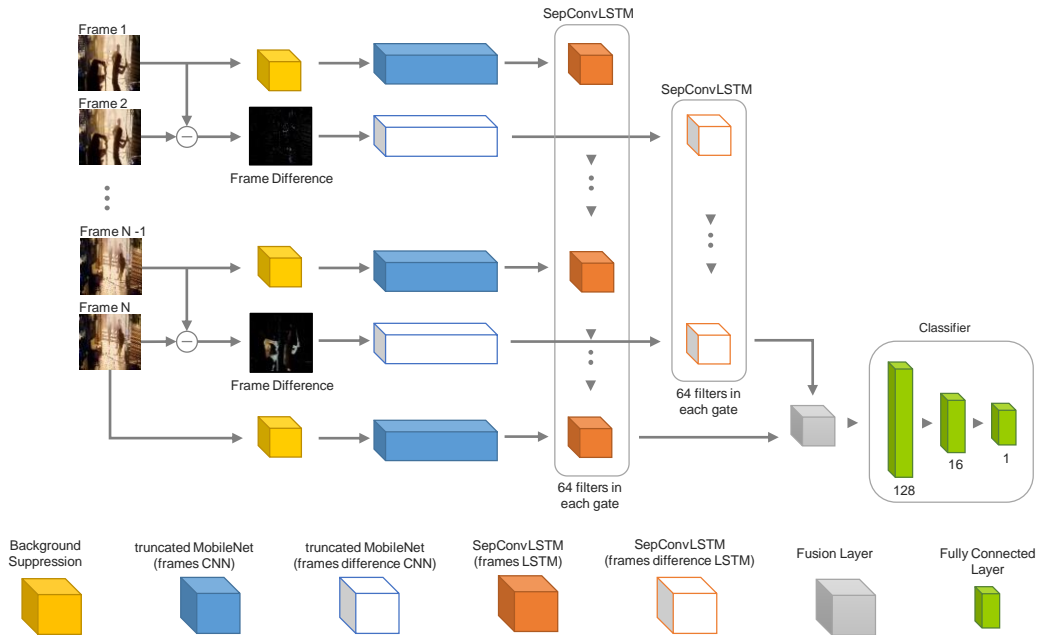 SepConvLSTM
Frame 1
SepConvLSTM
Frame 2
Frame Difference
Frame N -1
Frame N
Classifier
Frame Difference
64 filters in
each gate
128
16
1
64 filters in
each gate
Background
Suppression
truncated MobileNet
(frames CNN)
truncated MobileNet
(frames difference CNN)
SepConvLSTM
(frames LSTM)
SepConvLSTM
(frames difference LSTM)
Fusion Layer
Fully Connected
Layer